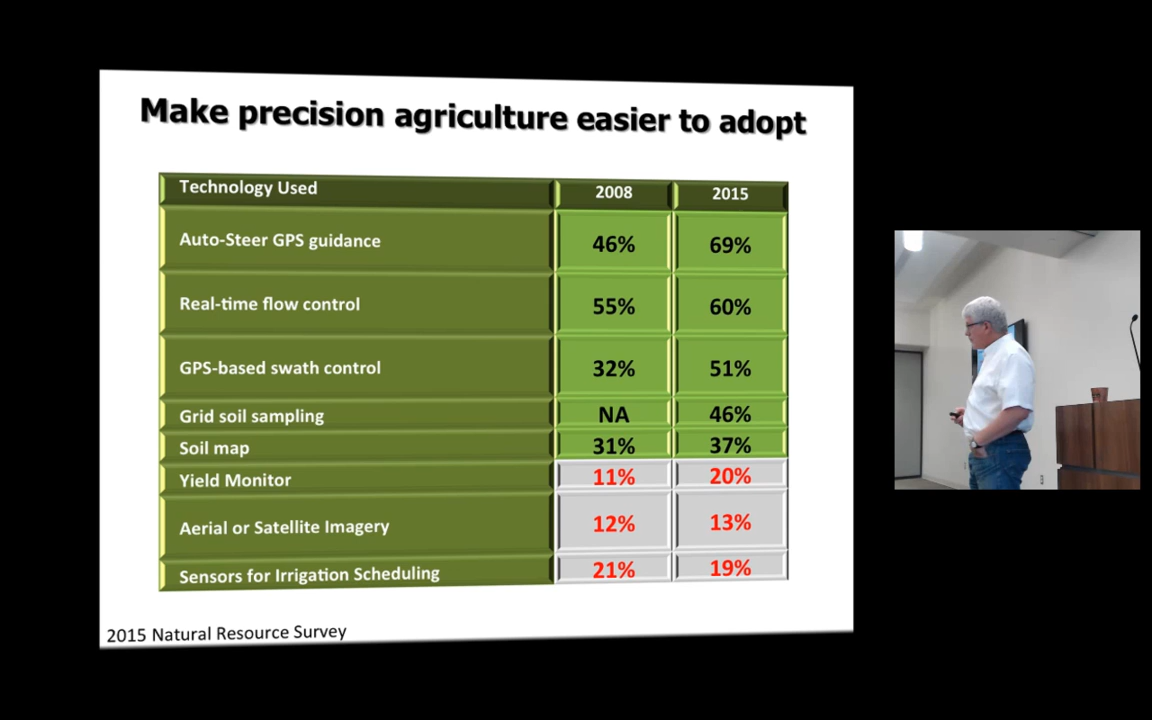 Make precision agriculture easier to adopt
Technology Used 2008 2015
Auto-Steer GPS guidance 46% 69%
Real-time flow control 55% 60%
GPS-based swath control 32% 51%
Grid soil sampling NA 46%
Soil map 31% 37%
Yield Monitor 11% 20%
Aerial or Satellite Imagery 12% 13%
Sensors for Irrigation Scheduling 21% 19%
2015 Natural Resource Survey